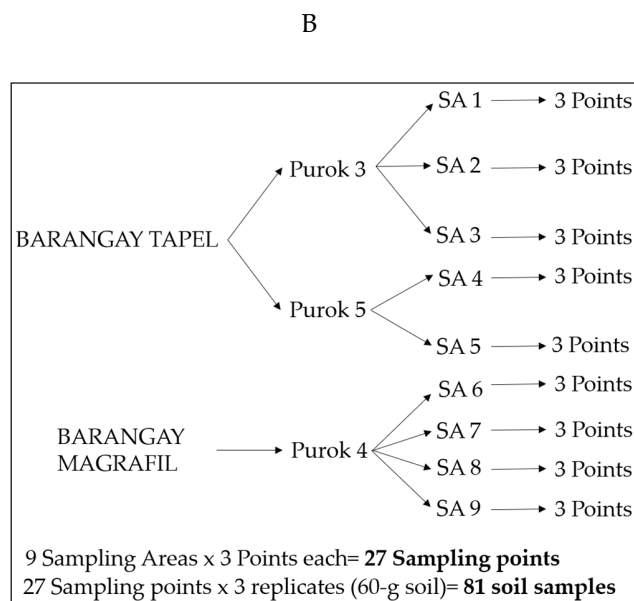 B
SA 1 3 Points
Purok 3 SA 2 3 Points
SA 3 3 Points
BARANGAY TAPEL
SA 4 3 Points
Purok 5
SA 5 3 Points
SA 6 3 Points
BARANGAY
MAGRAFIL
Purok 4
SA 7 3 Points
SA 8 3 Points
SA 9 3 Points
9 Sampling Areas x 3 Points each= 27 Sampling points
27 Sampling points x 3 replicates (60-g soil)= 81 soil samples